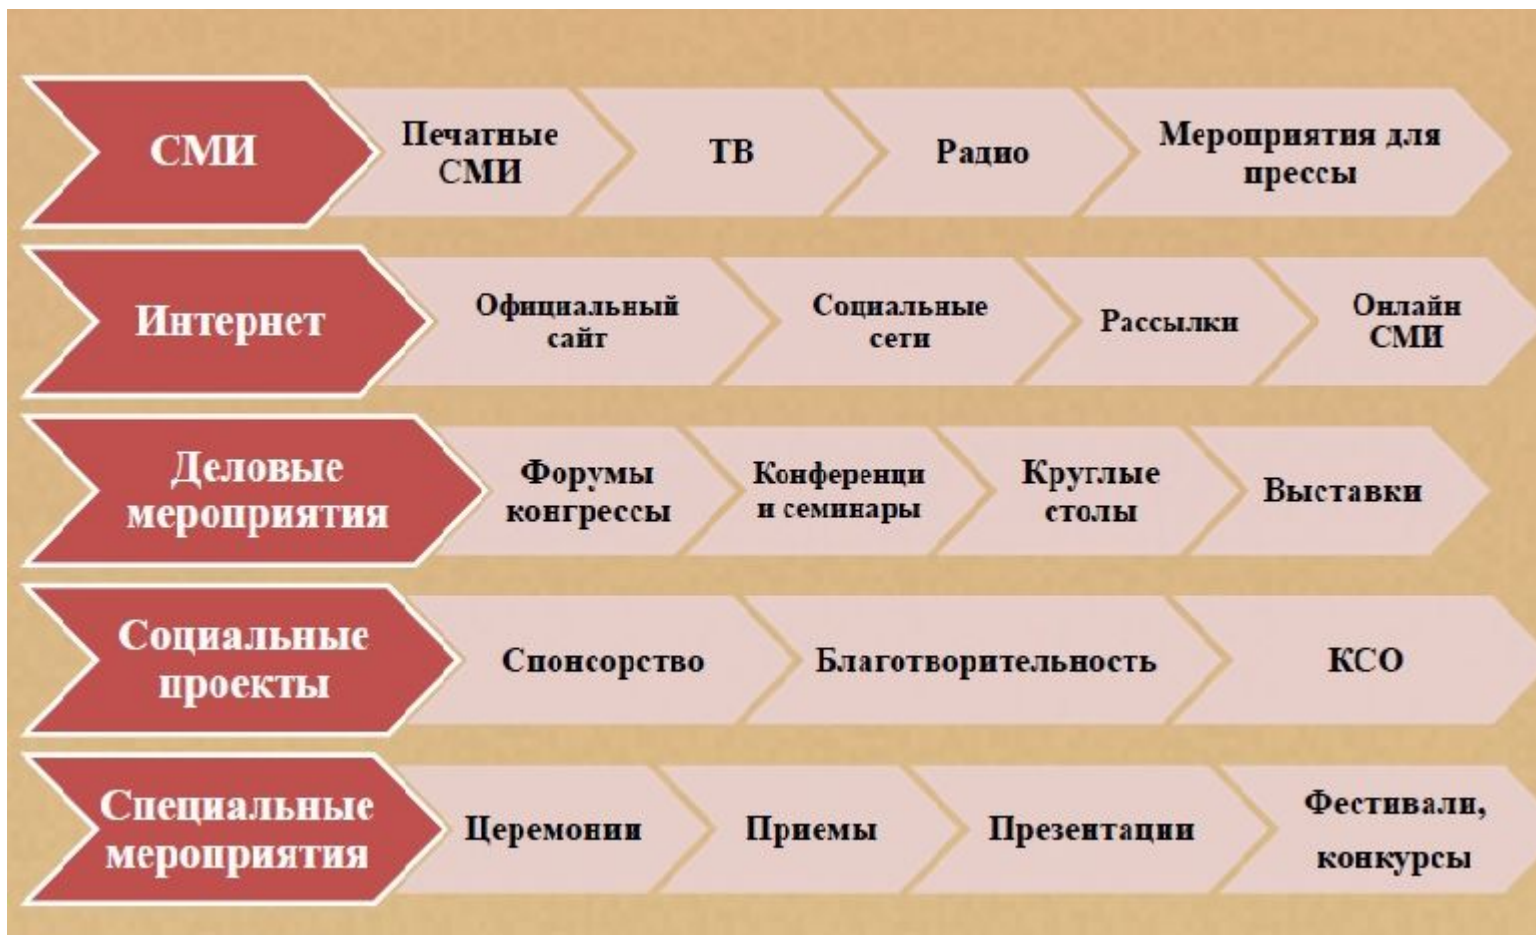 СМИ
Печатные
СМИ
ТВ
Радио
Мероприятия для
прессы
Интернет
Официальный
сайт
Социальные
сети
Рассылки
Онлайн
СМИ
Деловые
мероприятия
Форумы
конгрессы
Конференци
и семинары
Круглые
столы
Выставки
Социальные
проекты
Спонсорство
Благотворительность
КСО
Специальные
мероприятия
Церемонии
Приемы
Презентации
Фестивали,
конкурсы